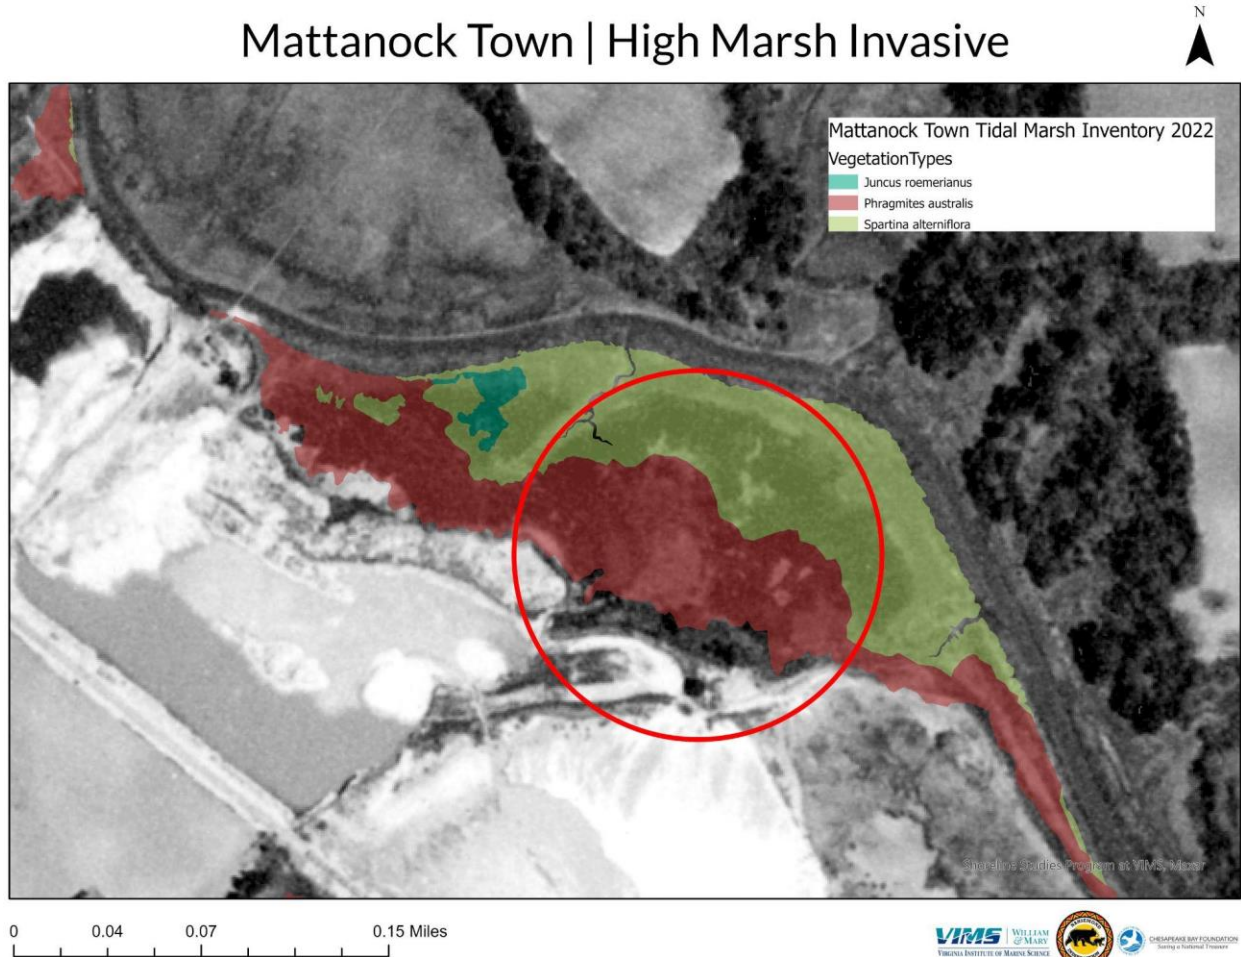 N
Mattanock Town | High Marsh Invasive
Mattanock Town Tidal Marsh Inventory 2022
VegetationTypes
Juncus roemerianus
Phragmites australis
Spartina alterniflora
Shoreline Studies Program at VIMS, Maxar
0 0.04 0.07 0.15 Miles
VIMS | WILLIAM & MARY
VIRGINIA INSTITUTE OF MARINE SCIENCE
CHESAPEAKE BAY FOUNDATION
Saving a National Treasure